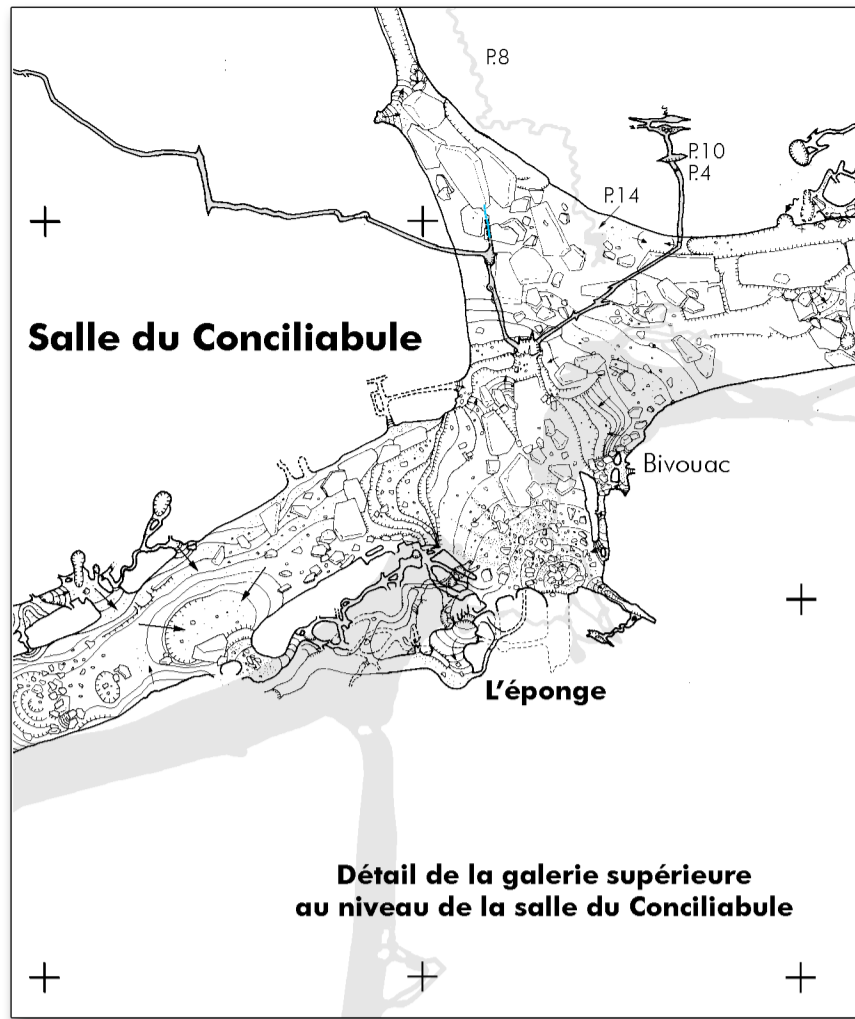 P.8
P.10
P.4
P.14
Salle du Conciliabule
Bivouac
L'éponge
Détail de la galerie supérieure
au niveau de la salle du Conciliabule